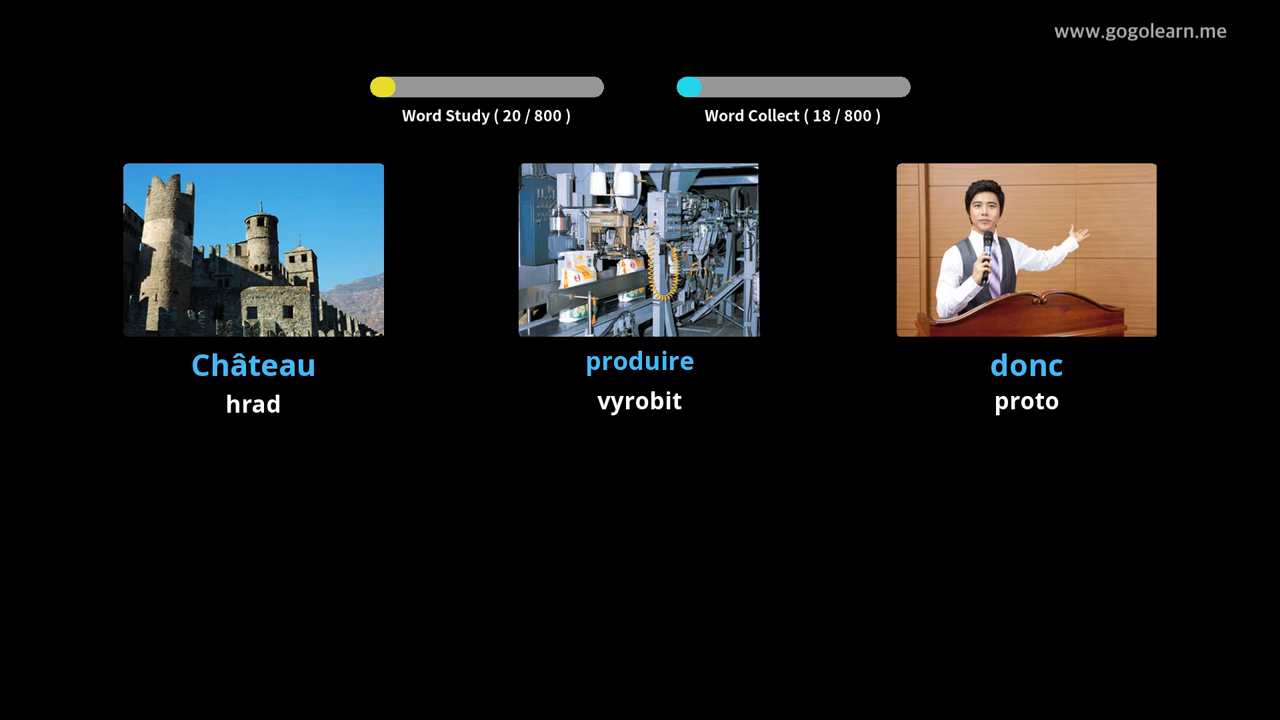 www.gogolearn.me
Word Study ( 20 / 800 )
Word Collect ( 18 / 800 )
Château
produire
donc
hrad
vyrobit
proto